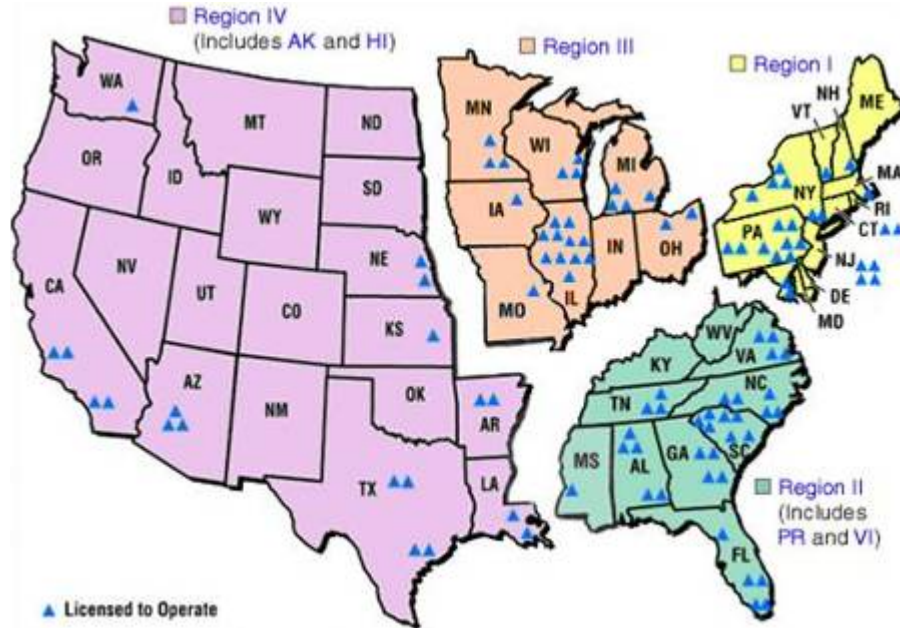 Region IV
(Includes AK and HI)
Region III
Region I
WA
MT
ND
MN
VT
NH
ME
OR
ID
SD
WI
MI
NY
MA
WY
IA
RI
NE
PA
CT
NV
IN
OH
NJ
CA
UT
CO
MO
IL
DE
MD
KS
WV
VA
KY
AZ
NM
OK
AR
TN
NC
MS
AL
GA
SC
TX
LA
Region II
(Includes
PR and VI)
FL
Licensed to Operate